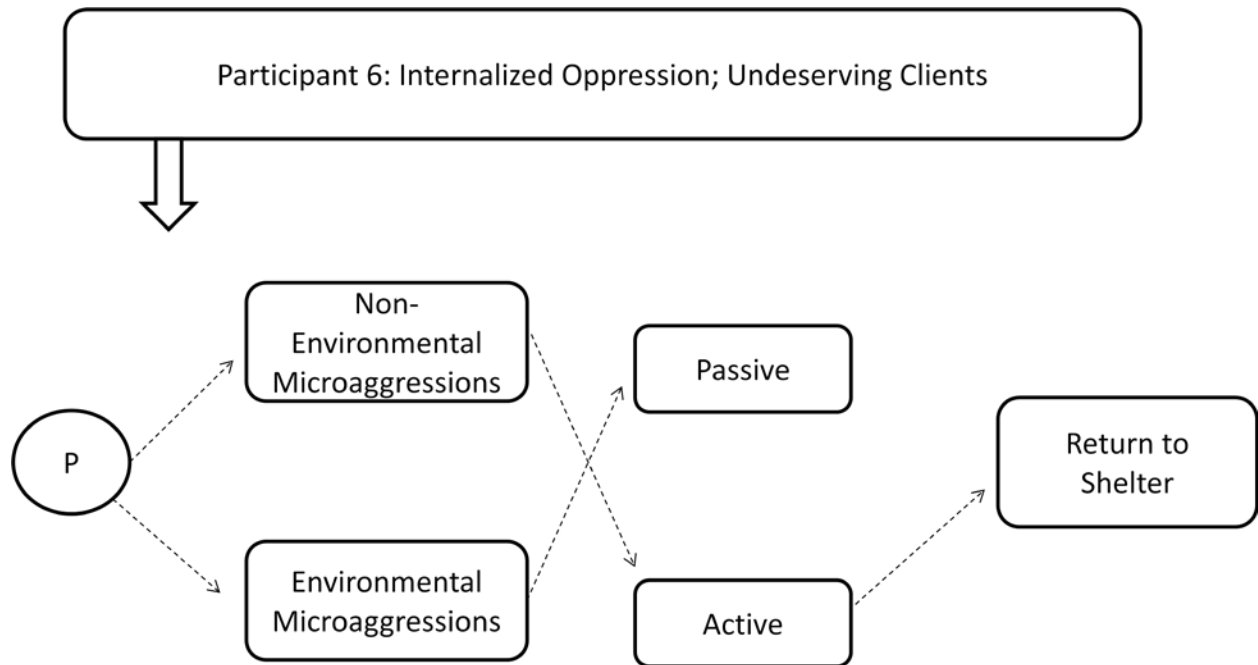 Participant 6: Internalized Oppression; Undeserving Clients
Non-
Environmental
Microaggressions
Passive
P
Return to
Shelter
Environmental
Microaggressions
Active